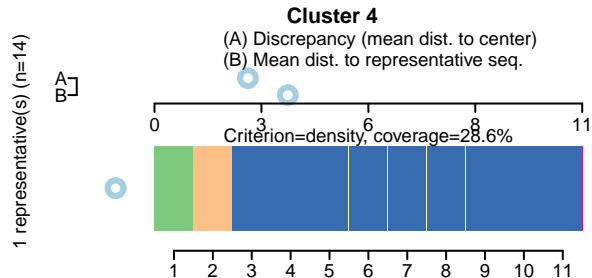 Cluster 4
(A) Discrepancy (mean dist. to center)
(B) Mean dist. to representative seq.
A
B
0 3 6 11
Criterion=density, coverage=28.6%
1 representative(s) (n=14)
1 2 3 4 5 6 7 8 9 10 11